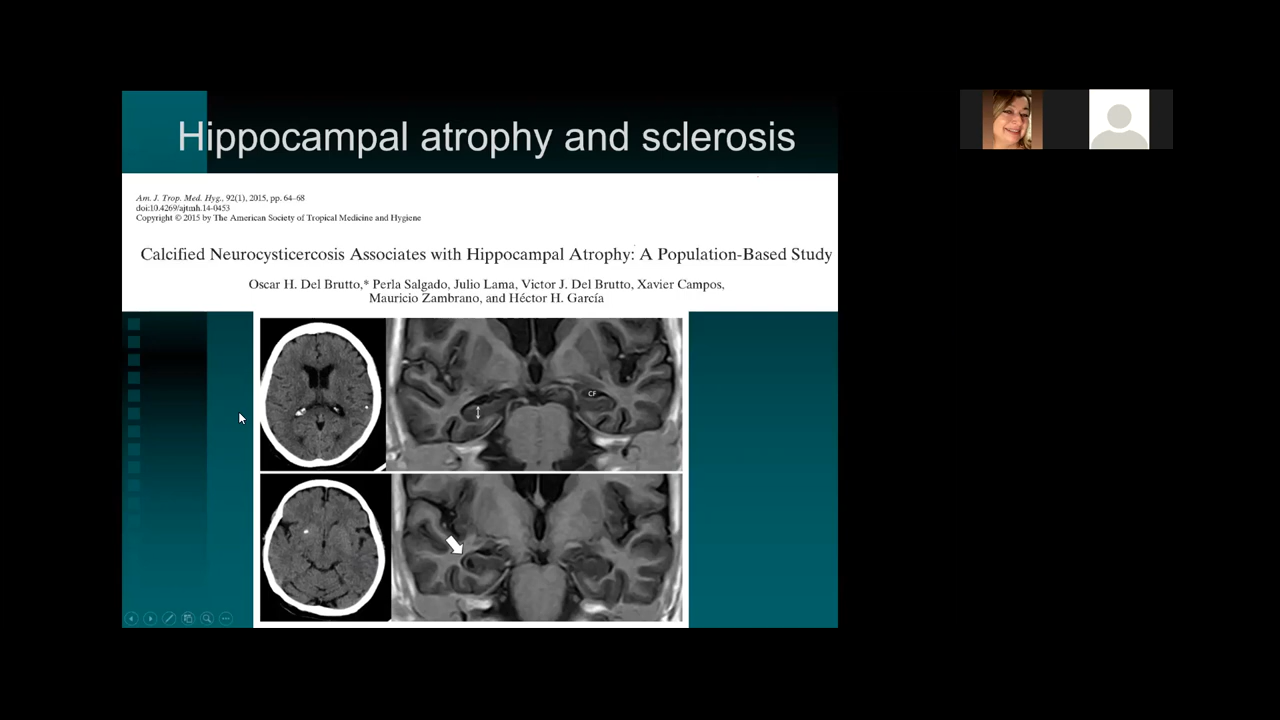 Hippocampal atrophy and sclerosis
Am. J. Trop. Med. Hyg., 92(1), 2015, pp. 64–68
doi:10.4269/ajtmh.14-0453
Copyright © 2015 by The American Society of Tropical Medicine and Hygiene
Calcified Neurocysticercosis Associates with Hippocampal Atrophy: A Population-Based Study
Oscar H. Del Brutto,* Perla Salgado, Julio Lama, Victor J. Del Brutto, Xavier Campos,
Mauricio Zambrano, and Héctor H. García
CF